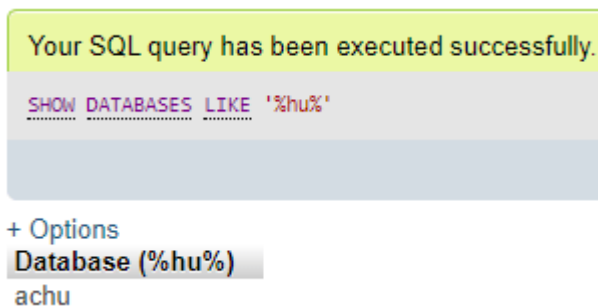 Your SQL query has been executed successfully.
SHOW DATABASES LIKE '%hu%'
+ Options
Database (%hu%)
achu